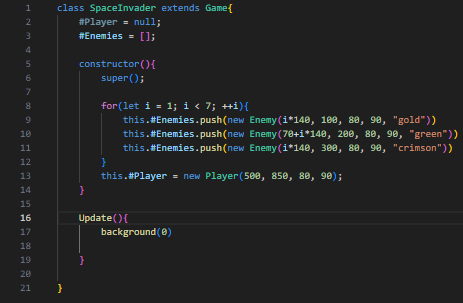 1 class SpaceInvader extends Game{
2 #Player = null;
3 #Enemies = [];
4
5 constructor(){
6 super();
7
8 for(let i = 1; i < 7; ++i){
9 this.#Enemies.push(new Enemy(i*140, 100, 80, 90, "gold"))
10 this.#Enemies.push(new Enemy(70+i*140, 200, 80, 90, "green"))
11 this.#Enemies.push(new Enemy(i*140, 300, 80, 90, "crimson"))
12 }
13 this.#Player = new Player(500, 850, 80, 90);
14 }
15
16 Update(){
17 background(0)
18
19 }
20
21 }